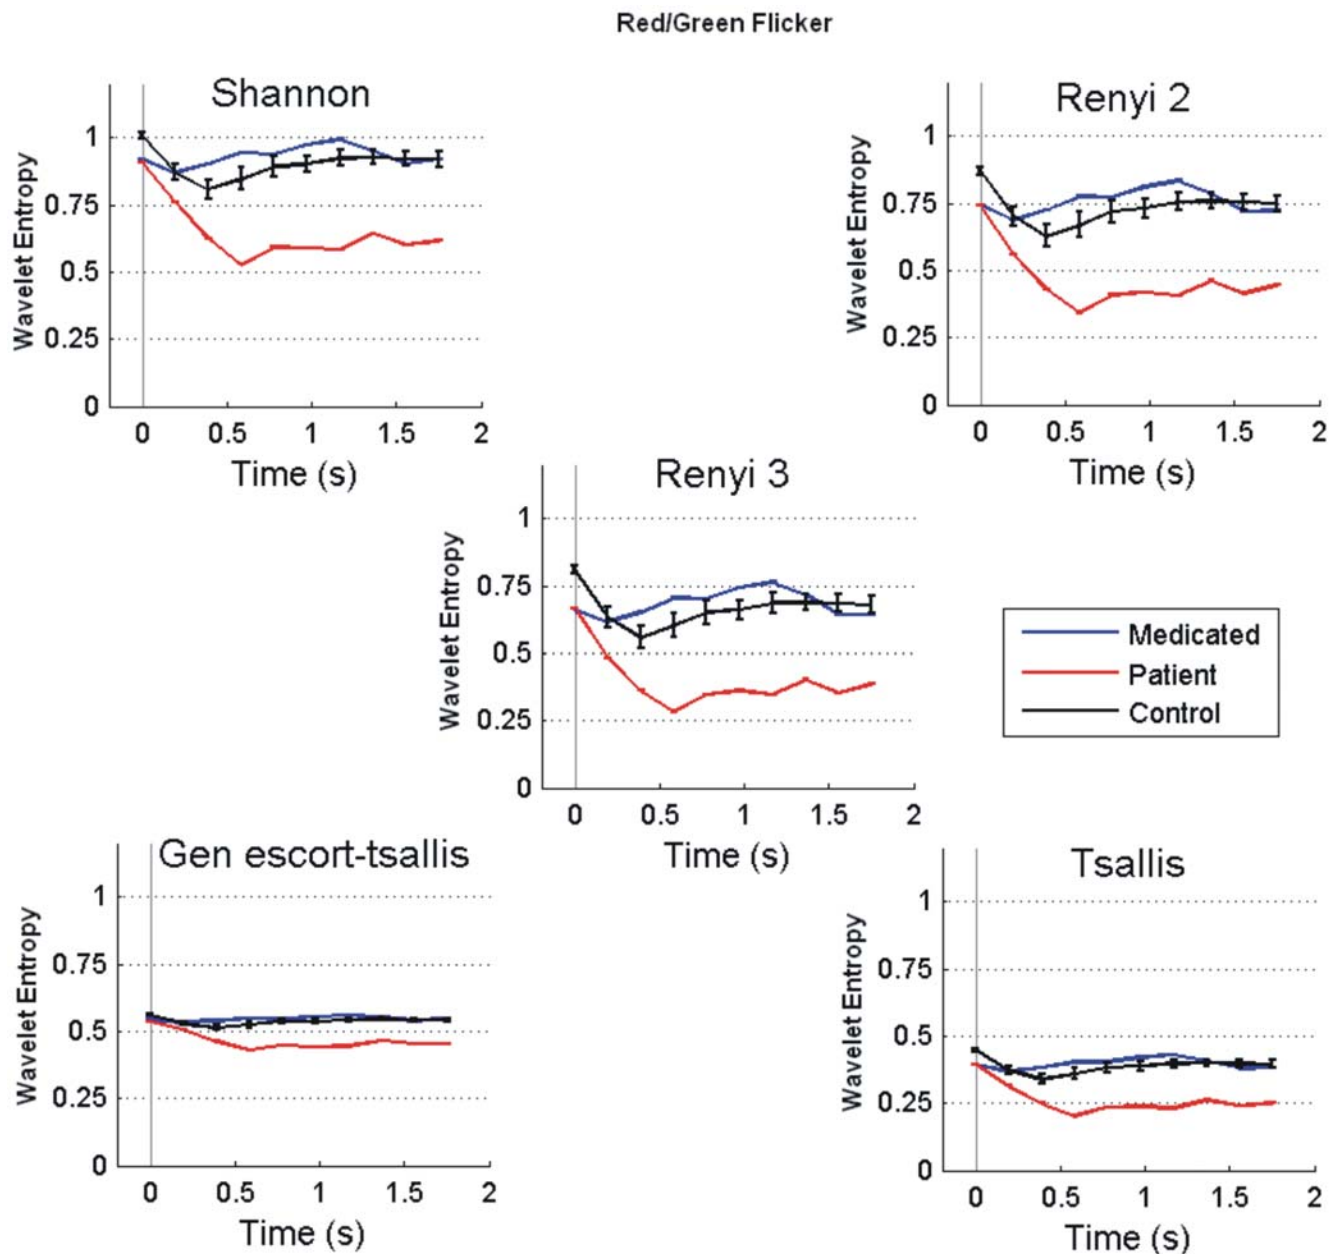 Red/Green Flicker
Shannon
Wavelet Entropy
1
0.75
0.5
0.25
0
0 0.5 1 1.5 2
Time (s)
Renyi 2
Wavelet Entropy
1
0.75
0.5
0.25
0
0 0.5 1 1.5 2
Time (s)
Renyi 3
Wavelet Entropy
1
0.75
0.5
0.25
0
0 0.5 1 1.5 2
Time (s)
Medicated
Patient
Control
Gen escort-tsallis
Wavelet Entropy
1
0.75
0.5
0.25
0
0 0.5 1 1.5 2
Time (s)
Tsallis
Wavelet Entropy
1
0.75
0.5
0.25
0
0 0.5 1 1.5 2
Time (s)